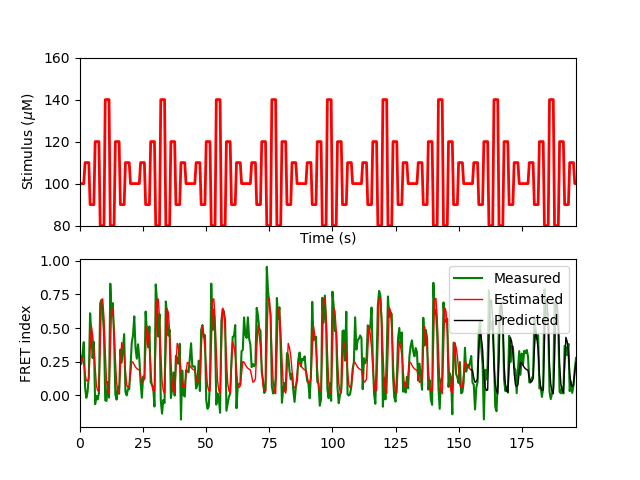 160
140
120
100
80
Stimulus (μM)
Time (s)
1.00
0.75
0.50
0.25
0.00
FRET index
Measured
Estimated
Predicted
0 25 50 75 100 125 150 175